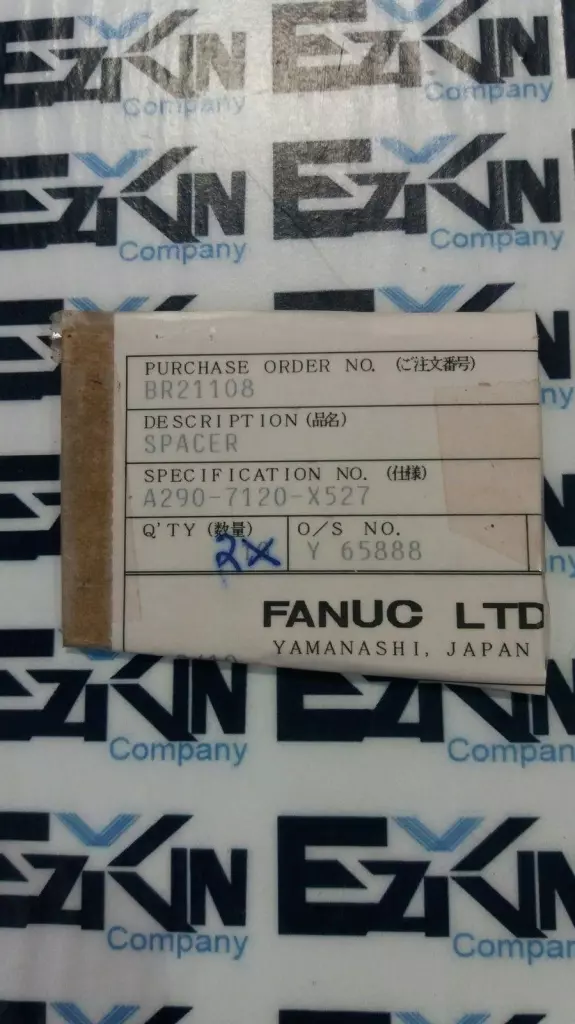 EZKIN Company EZKIN Company
EZKIN Company EZKIN Company
PURCHASE ORDER NO. (ご注文番号)
BR21108
DESCRIPTION (品名)
SPACER
SPECIFICATION NO. (仕様)
A290-7120-X527
Q'TY (数量) O/S NO.
2X Y 65888
FANUC LTD
YAMANASHI, JAPAN
EZKIN Company EZKIN Company
EZKIN Company EZKIN Company